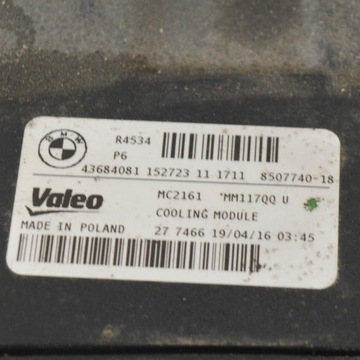 BMW
R4534
P6
43684081 152723 11 1711 8507740-18
Valeo
MC2161 MM117QQ U
COOLING MODULE
MADE IN POLAND 27 7466 19/04/16 03:45